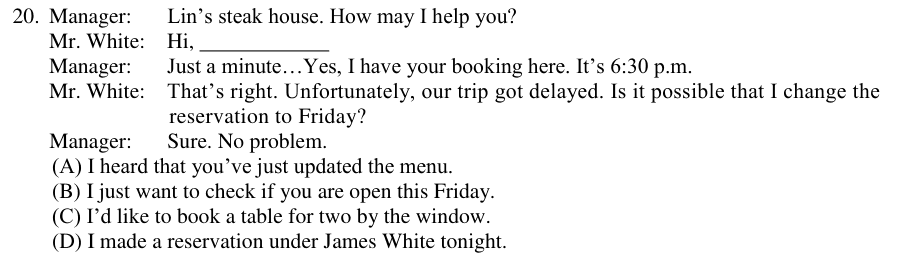 20. Manager: Lin's steak house. How may I help you?
Mr. White: Hi, ____________
Manager: Just a minute…Yes, I have your booking here. It's 6:30 p.m.
Mr. White: That's right. Unfortunately, our trip got delayed. Is it possible that I change the
reservation to Friday?
Manager: Sure. No problem.
(A) I heard that you've just updated the menu.
(B) I just want to check if you are open this Friday.
(C) I'd like to book a table for two by the window.
(D) I made a reservation under James White tonight.